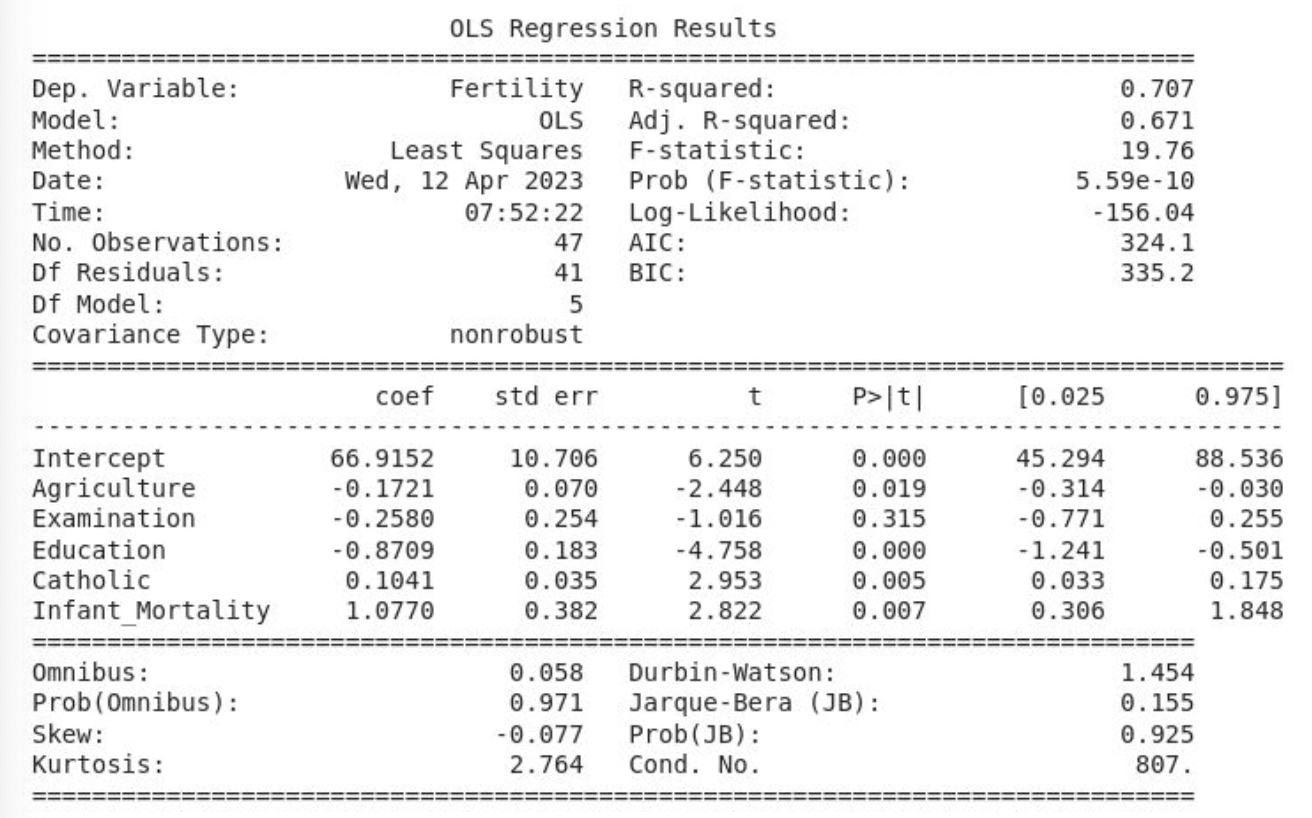 OLS Regression Results
==============================================================================
Dep. Variable:              Fertility   R-squared:                       0.707
Model:                            OLS   Adj. R-squared:                  0.671
Method:                 Least Squares   F-statistic:                     19.76
Date:                Wed, 12 Apr 2023   Prob (F-statistic):           5.59e-10
Time:                        07:52:22   Log-Likelihood:                -156.04
No. Observations:                  47   AIC:                             324.1
Df Residuals:                      41   BIC:                             335.2
Df Model:                           5
Covariance Type:            nonrobust
====================================================================================
                       coef    std err          t      P>|t|      [0.025      0.975]
------------------------------------------------------------------------------------
Intercept           66.9152     10.706      6.250      0.000      45.294      88.536
Agriculture         -0.1721      0.070     -2.448      0.019      -0.314      -0.030
Examination         -0.2580      0.254     -1.016      0.315      -0.771       0.255
Education           -0.8709      0.183     -4.758      0.000      -1.241      -0.501
Catholic             0.1041      0.035      2.953      0.005       0.033       0.175
Infant_Mortality     1.0770      0.382      2.822      0.007       0.306       1.848
==============================================================================
Omnibus:                        0.058   Durbin-Watson:                   1.454
Prob(Omnibus):                  0.971   Jarque-Bera (JB):                0.155
Skew:                          -0.077   Prob(JB):                        0.925
Kurtosis:                       2.764   Cond. No.                         807.
==============================================================================